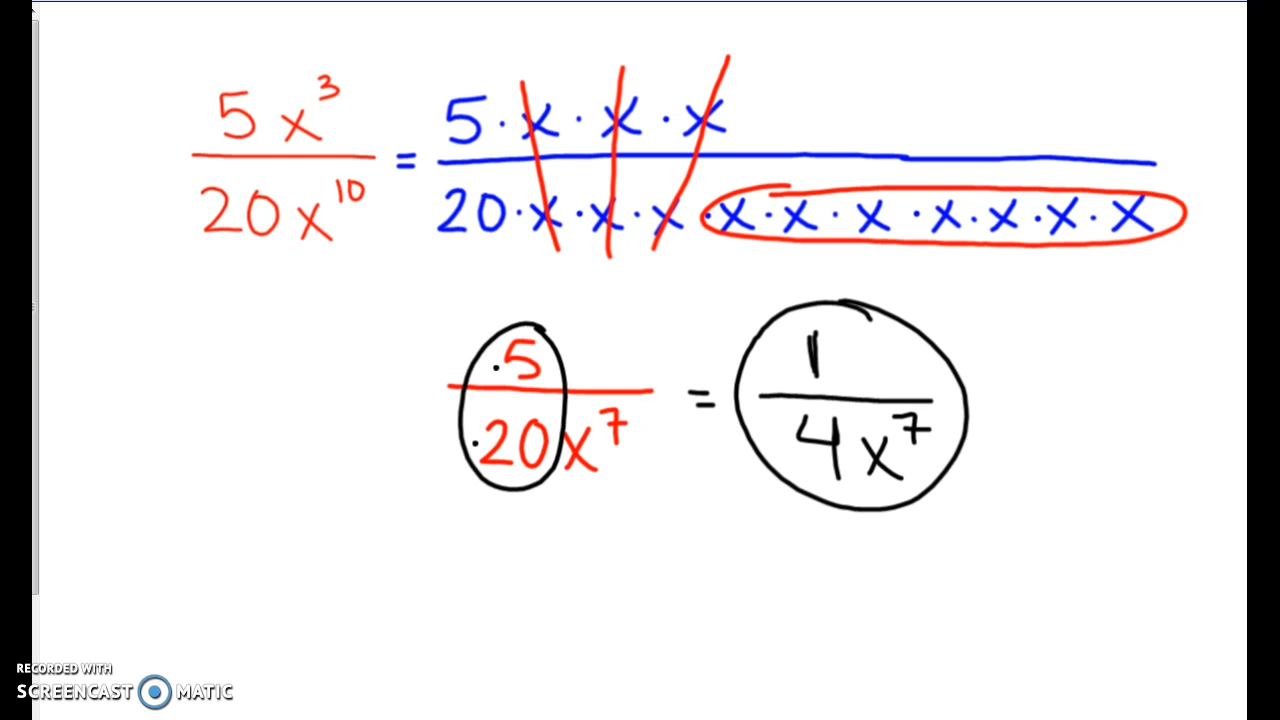 5x³/20x¹⁰ = 5·x·x·x/20·x·x·x·x·x·x·x·x·x·x
5/20x⁷ = 1/4x⁷
RECORDED WITH
SCREENCAST MATIC